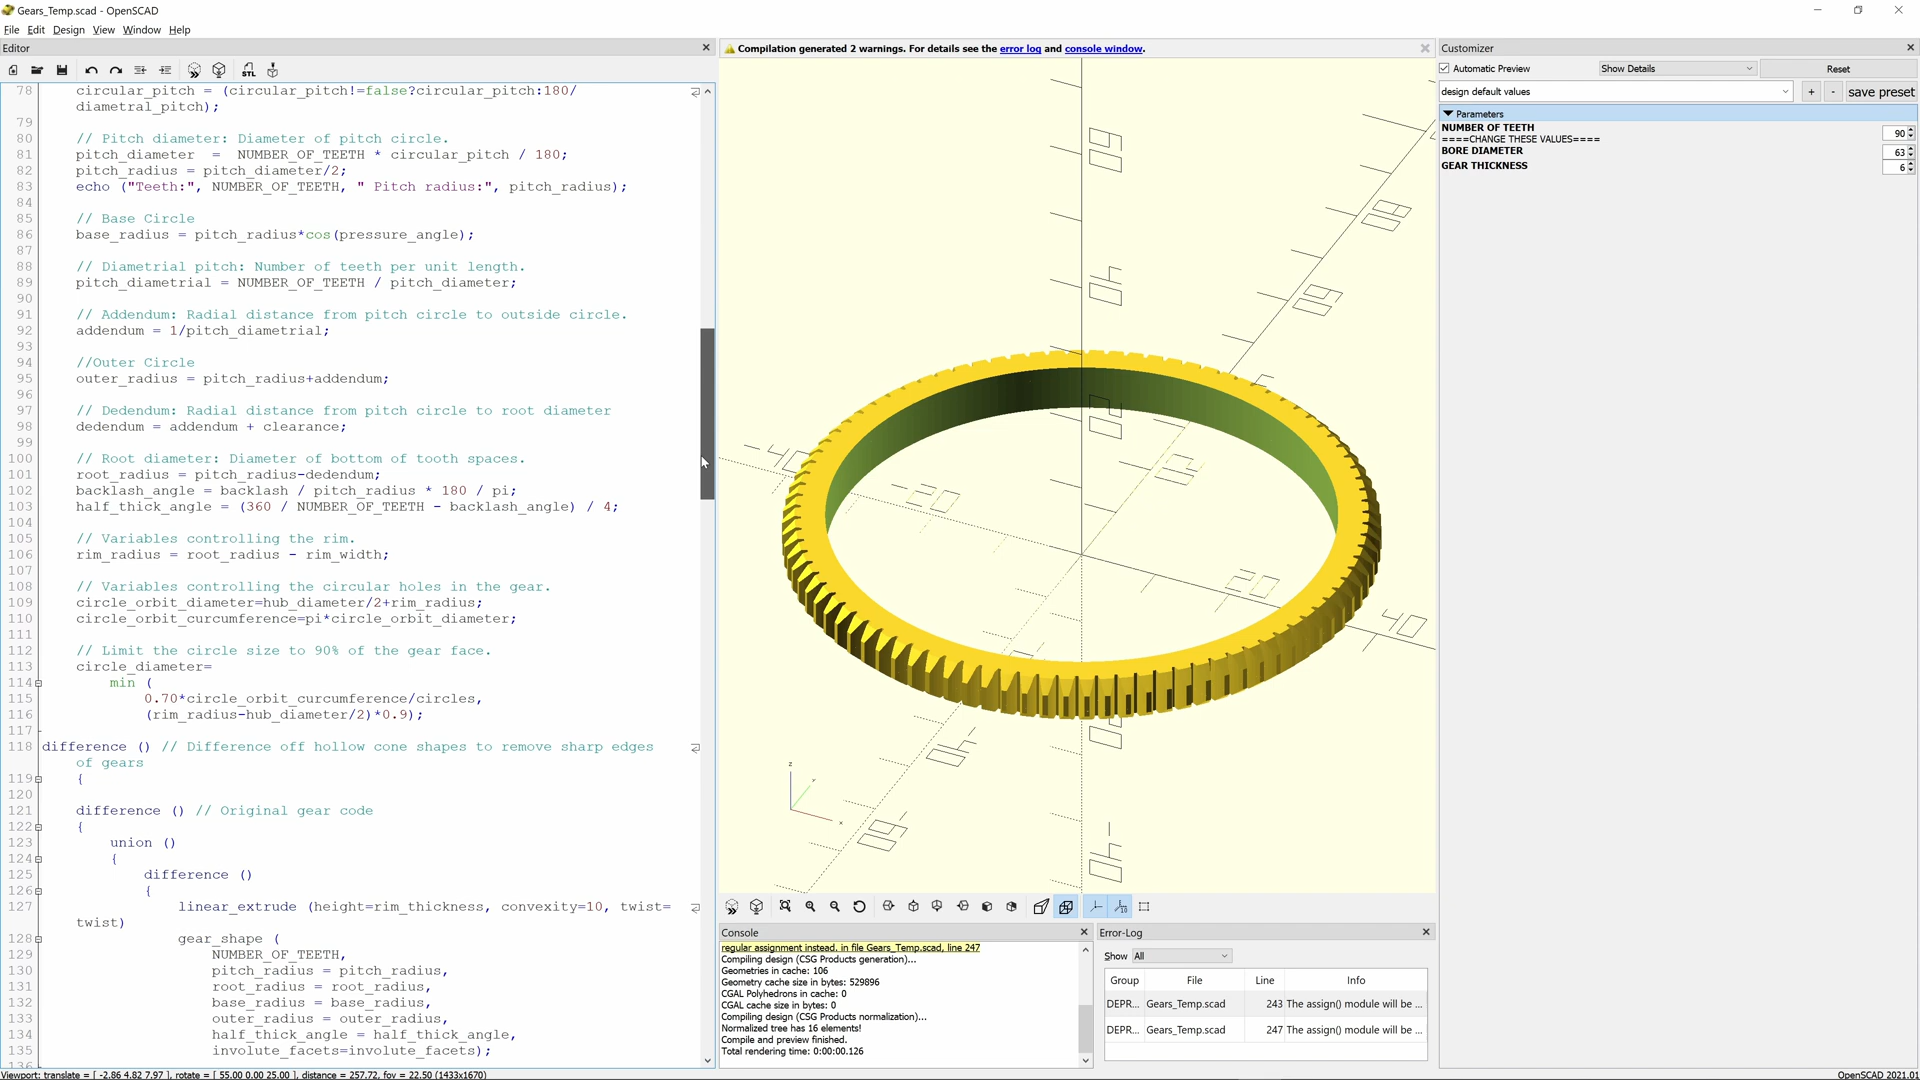 Gears_Temp.scad - OpenSCAD
File Edit Design View Window Help
Editor
78 circular_pitch = (circular_pitch!=false?circular_pitch:180/
diametral_pitch);
79
80 // Pitch diameter: Diameter of pitch circle.
81 pitch_diameter  =  NUMBER_OF_TEETH * circular_pitch / 180;
82 pitch_radius = pitch_diameter/2;
83 echo ("Teeth:", NUMBER_OF_TEETH, " Pitch radius:", pitch_radius);
84
85 // Base Circle
86 base_radius = pitch_radius*cos(pressure_angle);
87
88 // Diametrial pitch: Number of teeth per unit length.
89 pitch_diametrial = NUMBER_OF_TEETH / pitch_diameter;
90
91 // Addendum: Radial distance from pitch circle to outside circle.
92 addendum = 1/pitch_diametrial;
93
94 //Outer Circle
95 outer_radius = pitch_radius+addendum;
96
97 // Dedendum: Radial distance from pitch circle to root diameter
98 dedendum = addendum + clearance;
99
100 // Root diameter: Diameter of bottom of tooth spaces.
101 root_radius = pitch_radius-dedendum;
102 backlash_angle = backlash / pitch_radius * 180 / pi;
103 half_thick_angle = (360 / NUMBER_OF_TEETH - backlash_angle) / 4;
104
105 // Variables controlling the rim.
106 rim_radius = root_radius - rim_width;
107
108 // Variables controlling the circular holes in the gear.
109 circle_orbit_diameter=hub_diameter/2+rim_radius;
110 circle_orbit_curcumference=pi*circle_orbit_diameter;
111
112 // Limit the circle size to 90% of the gear face.
113 circle_diameter=
114 min (
115 0.70*circle_orbit_curcumference/circles,
116 (rim_radius-hub_diameter/2)*0.9);
117
118 difference () // Difference off hollow cone shapes to remove sharp edges
of gears
119 {
120
121 difference () // Original gear code
122 {
123 union ()
124 {
125 difference ()
126 {
127 linear_extrude (height=rim_thickness, convexity=10, twist=
twist)
128 gear_shape (
129 NUMBER_OF_TEETH,
130 pitch_radius = pitch_radius,
131 root_radius = root_radius,
132 base_radius = base_radius,
133 outer_radius = outer_radius,
134 half_thick_angle = half_thick_angle,
135 involute_facets=involute_facets);
136
Viewport: translate = [ -2.86 4.82 7.97 ], rotate = [ 55.00 0.00 25.00 ], distance = 257.72, fov = 22.50 (1433x1670)
Compilation generated 2 warnings. For details see the error log and console window.
Console
regular assignment instead. in file Gears_Temp.scad, line 247
Compiling design (CSG Products generation)...
Geometries in cache: 106
Geometry cache size in bytes: 529896
CGAL Polyhedrons in cache: 0
CGAL cache size in bytes: 0
Compiling design (CSG Products normalization)...
Normalized tree has 16 elements!
Compile and preview finished.
Total rendering time: 0:00:00.126
Error-Log
Show All
Group File Line Info
DEPR... Gears_Temp.scad 243 The assign() module will be ...
DEPR... Gears_Temp.scad 247 The assign() module will be ...
Customizer
Automatic Preview Show Details Reset
design default values + - save preset
Parameters
NUMBER OF TEETH
====CHANGE THESE VALUES==== 90
BORE DIAMETER 63
GEAR THICKNESS 6
OpenSCAD 2021.01